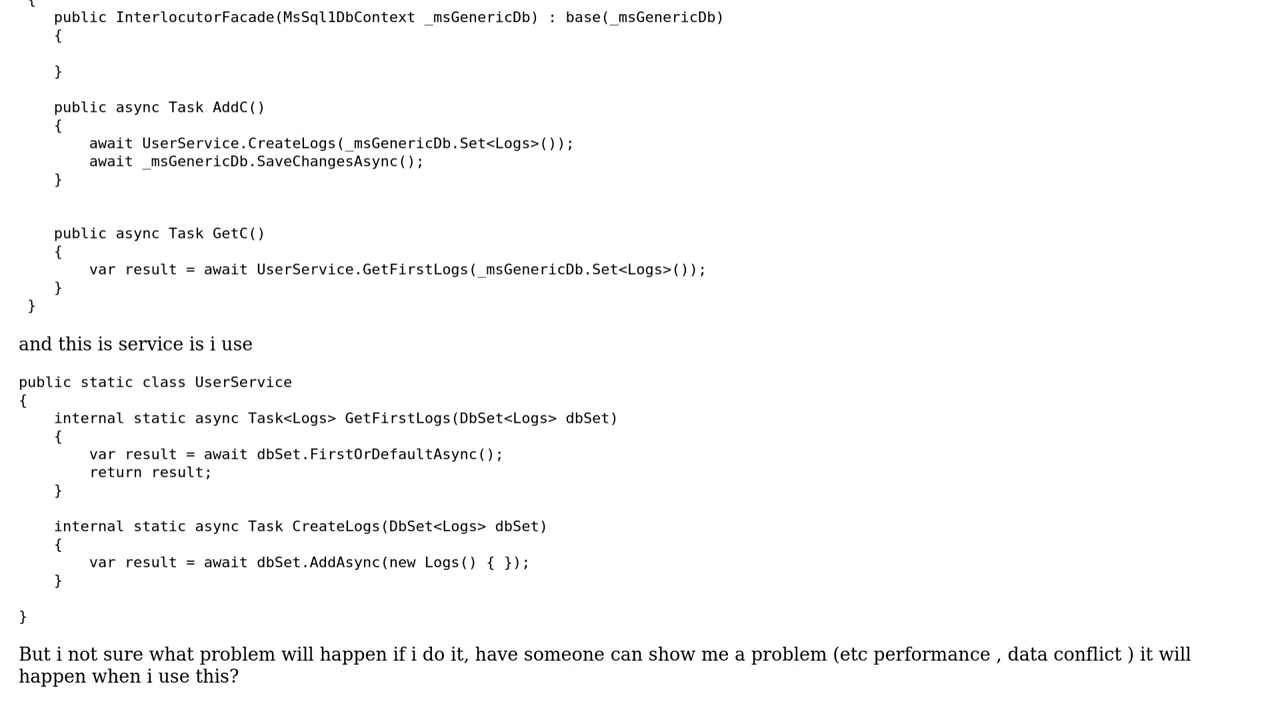 {
public InterlocutorFacade(MsSql1DbContext _msGenericDb) : base(_msGenericDb)
{
}
public async Task AddC()
{
await UserService.CreateLogs(_msGenericDb.Set<Logs>());
await _msGenericDb.SaveChangesAsync();
}
public async Task GetC()
{
var result = await UserService.GetFirstLogs(_msGenericDb.Set<Logs>());
}
}
and this is service is i use
public static class UserService
{
internal static async Task<Logs> GetFirstLogs(DbSet<Logs> dbSet)
{
var result = await dbSet.FirstOrDefaultAsync();
return result;
}
internal static async Task CreateLogs(DbSet<Logs> dbSet)
{
var result = await dbSet.AddAsync(new Logs() { });
}
}
But i not sure what problem will happen if i do it, have someone can show me a problem (etc performance , data conflict ) it will
happen when i use this?